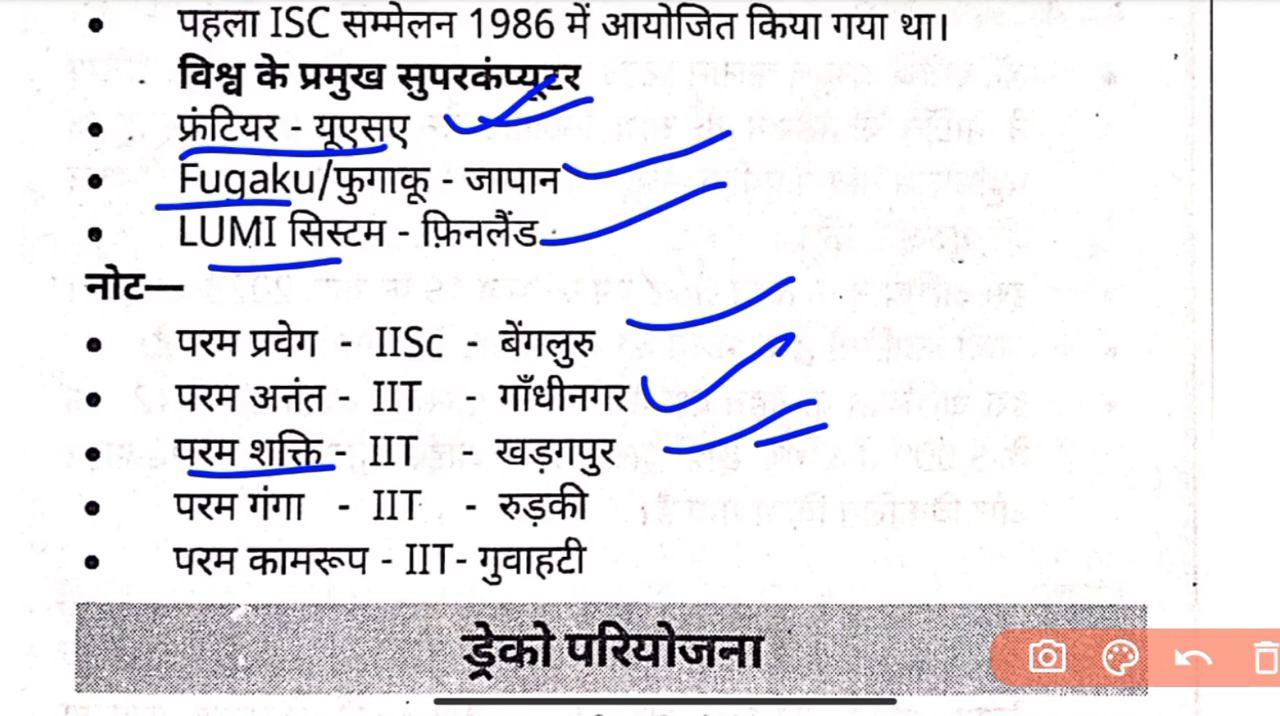 • पहला ISC सम्मेलन 1986 में आयोजित किया गया था।
विश्व के प्रमुख सुपरकंप्यूटर
• फ्रंटियर - यूएसए
• Fugaku/फुगाकू - जापान
• LUMI सिस्टम - फ़िनलैंड
नोट—
• परम प्रवेग - IISc - बेंगलुरु
• परम अनंत - IIT - गाँधीनगर
• परम शक्ति - IIT - खड़गपुर
• परम गंगा - IIT - रुड़की
• परम कामरूप - IIT- गुवाहटी
ड्रेको परियोजना